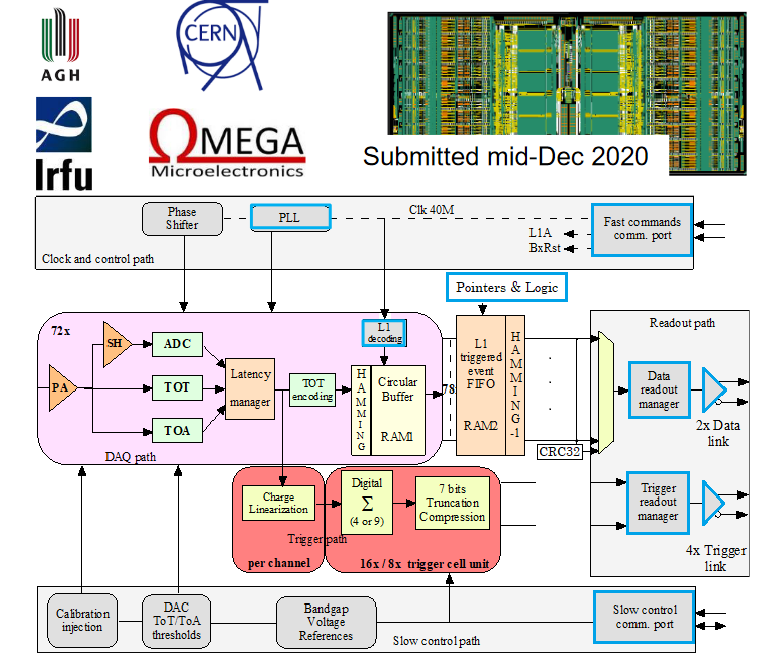 AGH
CERN
Irfu
OMEGA
Microelectronics
Submitted mid-Dec 2020
Phase
Shifter
PLL
Clk 40M
L1A
BxRst
Fast commands
comm. port
Clock and control path
Pointers & Logic
72x
SH
PA
ADC
TOT
TOA
Latency
manager
TOT
encoding
L1
decoding
HAMMING
Circular
Buffer
RAM1
DAQ path
78
L1
triggered
event
FIFO
RAM2
HAMMING-1
CRC32
Readout path
Data
readout
manager
2x Data
link
Trigger
readout
manager
4x Trigger
link
Charge
Linearization
Digital
Σ
(4 or 9)
7 bits
Truncation
Compression
Trigger path
per channel
16x / 8x trigger cell unit
Calibration
injection
DAC
ToT/ToA
thresholds
Bandgap
Voltage
References
Slow control path
Slow control
comm. port